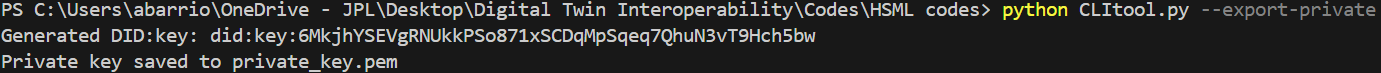 PS C:\Users\abarrio\OneDrive - JPL\Desktop\Digital Twin Interoperability\Codes\HSML codes> python CLItool.py --export-private
Generated DID:key: did:key:6MkjhYSEVgRNUkkPSo871xSCDqMpSqeq7QhuN3vT9Hch5bw
Private key saved to private_key.pem